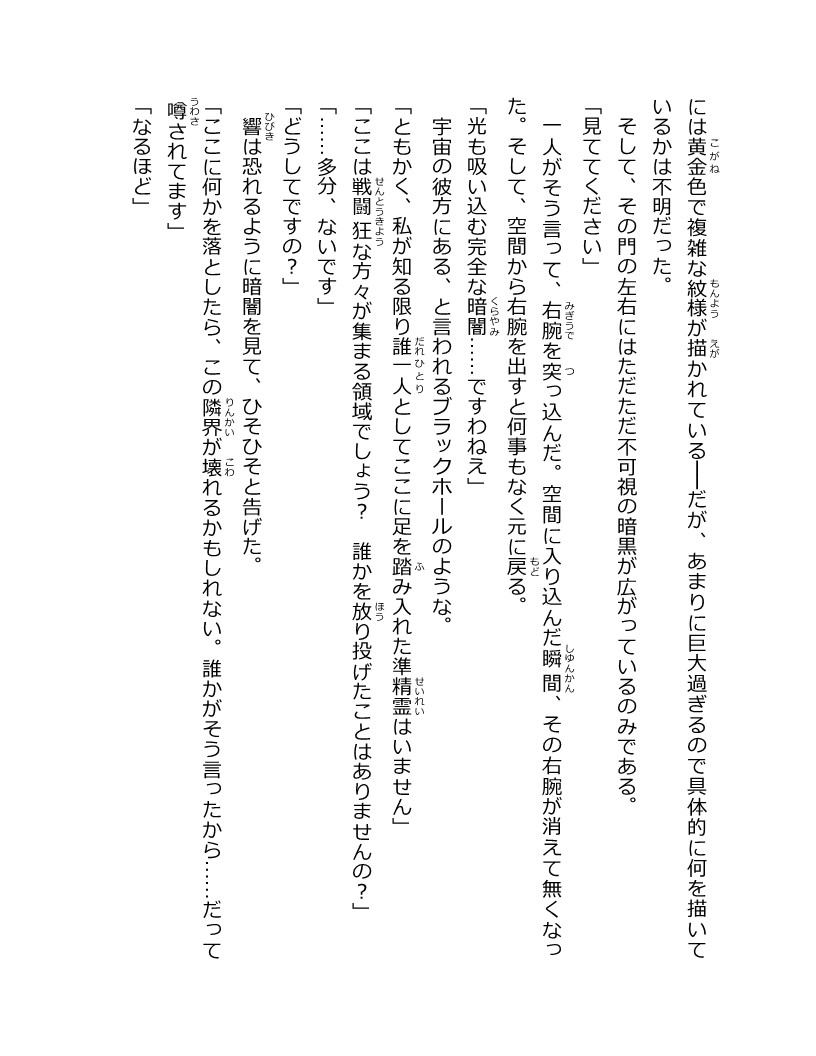 には黄金色で複雑な紋様が描かれている──だが、あまりに巨大過ぎるので具体的に何を描いて
いるかは不明だった。
　そして、その門の左右にはただただ不可視の暗黒が広がっているのみである。
「見ててください」
　一人がそう言って、右腕を突っ込んだ。空間に入り込んだ瞬間、その右腕が消えて無くなっ
た。そして、空間から右腕を出すと何事もなく元に戻る。
「光も吸い込む完全な暗闇……ですわねえ」
　宇宙の彼方にある、と言われるブラックホールのような。
「ともかく、私が知る限り誰一人としてここに足を踏み入れた準精霊はいません」
「ここは戦闘狂な方々が集まる領域でしょう？　誰かを放り投げたことはありませんの？」
「……多分、ないです」
「どうしてですの？」
　響は恐れるように暗闇を見て、ひそひそと告げた。
「ここに何かを落としたら、この隣界が壊れるかもしれない。誰かがそう言ったから……だって
噂されてます」
「なるほど」